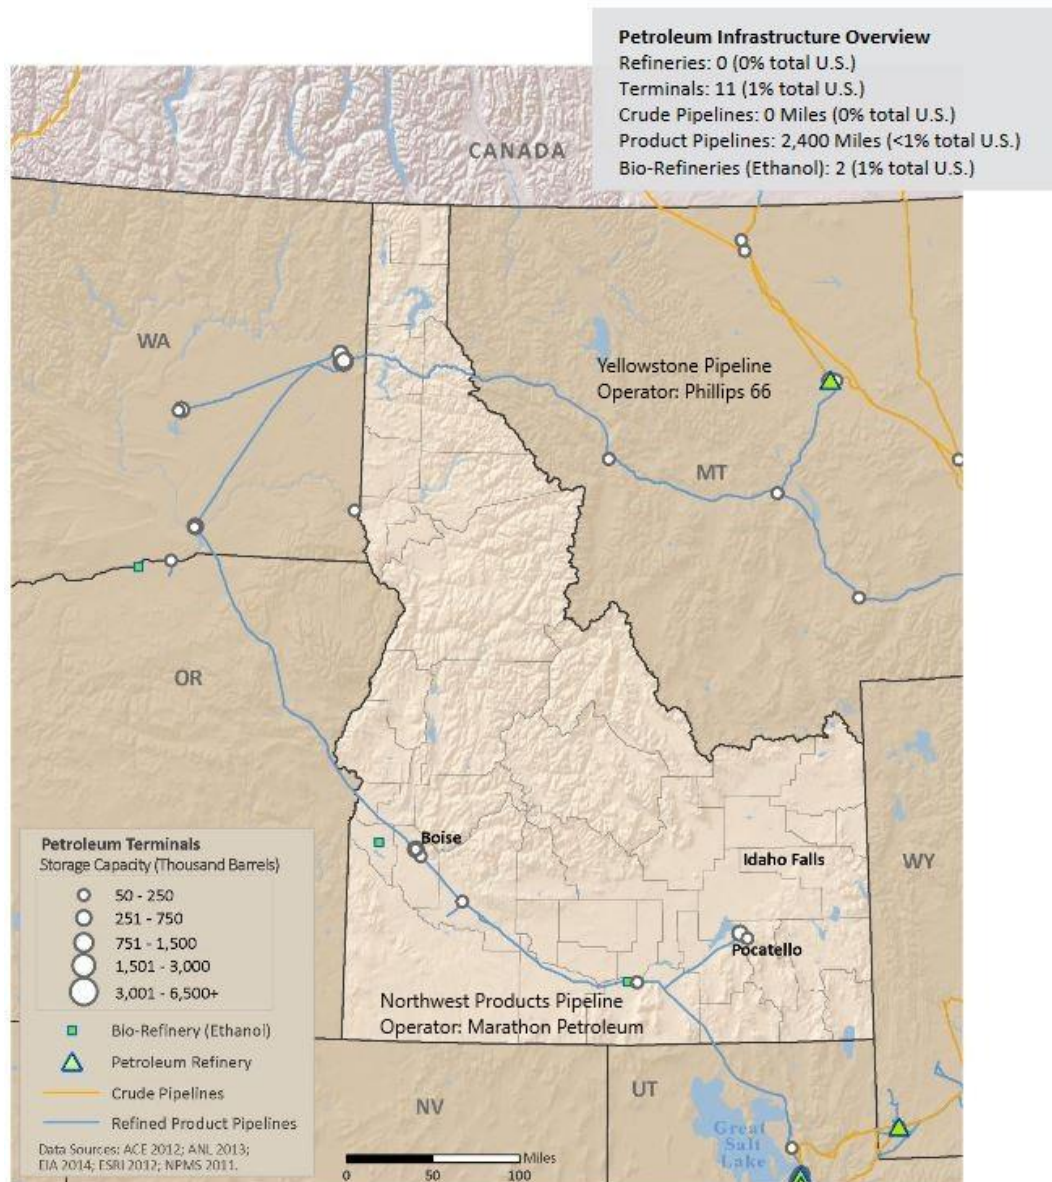 Petroleum Infrastructure Overview
Refineries: 0 (0% total U.S.)
Terminals: 11 (1% total U.S.)
Crude Pipelines: 0 Miles (0% total U.S.)
Product Pipelines: 2,400 Miles (<1% total U.S.)
Bio-Refineries (Ethanol): 2 (1% total U.S.)
CANADA
WA
Yellowstone Pipeline
Operator: Phillips 66
MT
OR
Boise
Idaho Falls
WY
Pocatello
Northwest Products Pipeline
Operator: Marathon Petroleum
Petroleum Terminals
Storage Capacity (Thousand Barrels)
50 - 250
251 - 750
751 - 1,500
1,501 - 3,000
3,001 - 6,500+
Bio-Refinery (Ethanol)
Petroleum Refinery
Crude Pipelines
Refined Product Pipelines
Data Sources: ACE 2012; ANL 2013;
EIA 2014; ESRI 2012; NPMS 2011.
NV
UT
Great
Salt
Lake
Miles
0 50 100